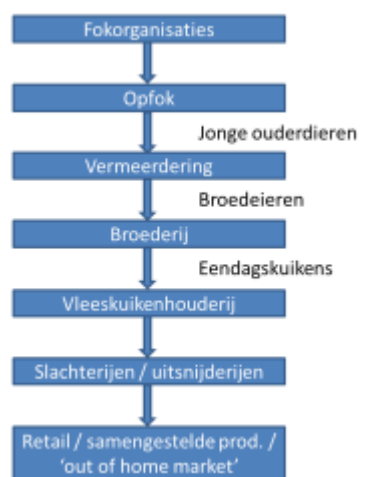 Fokorganisaties
Opfok
Jonge ouderdieren
Vermeerdering
Broedeieren
Broederij
Eendagskuikens
Vleeskuikenhouderij
Slachterijen / uitsnijderijen
Retail / samengestelde prod. /
‘out of home market’